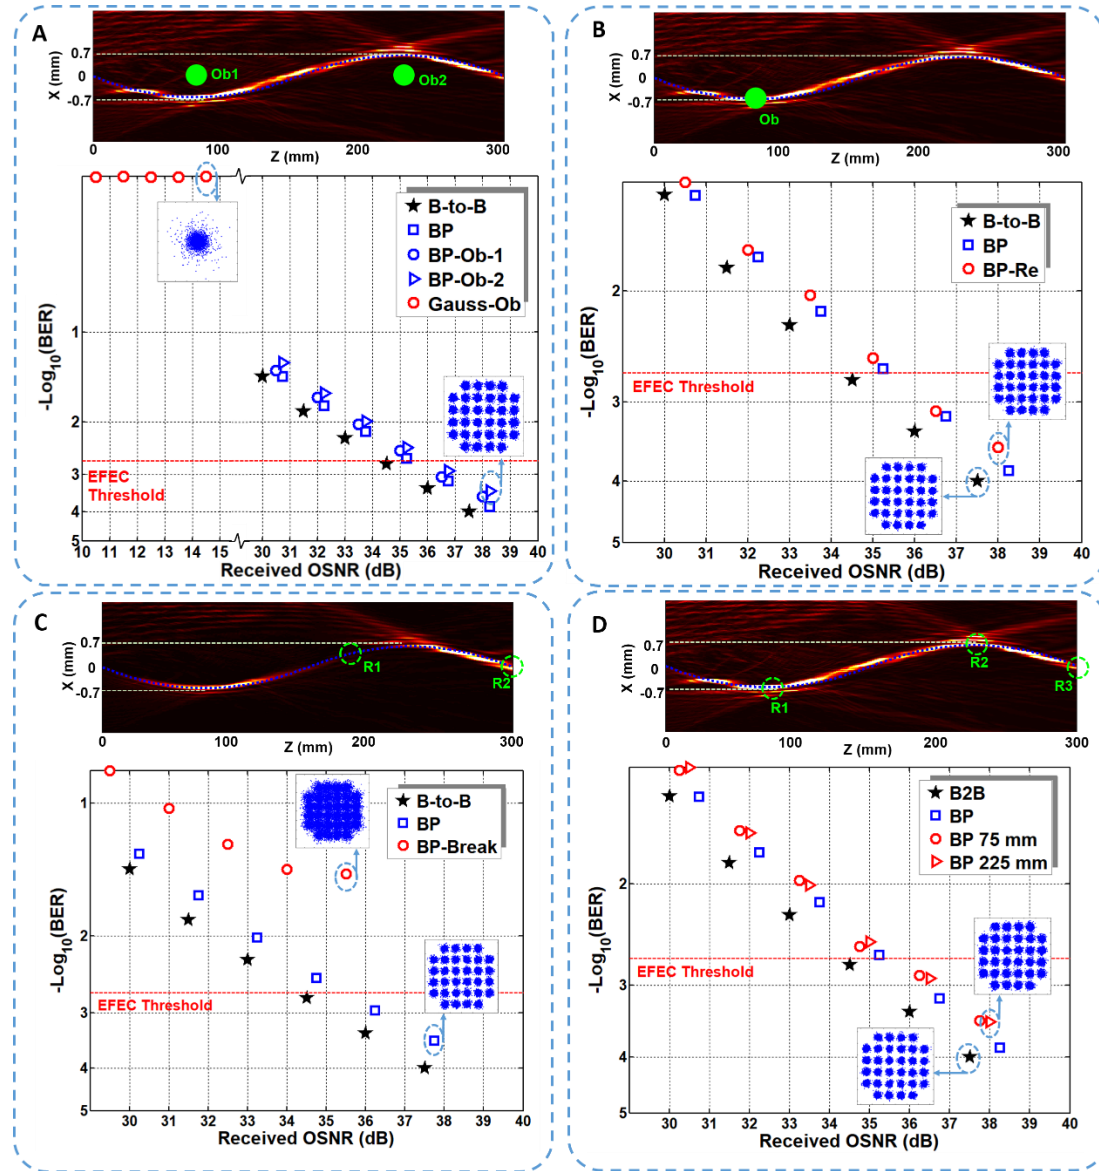 A
X (mm)
0.7
0
-0.7
Ob1
Ob2
0
100
200
300
Z (mm)
B-to-B
BP
BP-Ob-1
BP-Ob-2
Gauss-Ob
-Log10(BER)
1
2
3
4
5
EFEC
Threshold
10 11 12 13 14 15 30 31 32 33 34 35 36 37 38 39 40
Received OSNR (dB)
B
X (mm)
0.7
0
-0.7
Ob
0
100
200
300
Z (mm)
B-to-B
BP
BP-Re
-Log10(BER)
2
3
4
5
EFEC Threshold
30 31 32 33 34 35 36 37 38 39 40
Received OSNR (dB)
C
X (mm)
0.7
0
-0.7
R1
R2
0
100
200
300
Z (mm)
B-to-B
BP
BP-Break
-Log10(BER)
1
2
3
4
5
EFEC Threshold
30 31 32 33 34 35 36 37 38 39 40
Received OSNR (dB)
D
X (mm)
0.7
0
-0.7
R1
R2
R3
0
100
200
300
Z (mm)
B2B
BP
BP 75 mm
BP 225 mm
-Log10(BER)
2
3
4
5
EFEC Threshold
30 31 32 33 34 35 36 37 38 39 40
Received OSNR (dB)